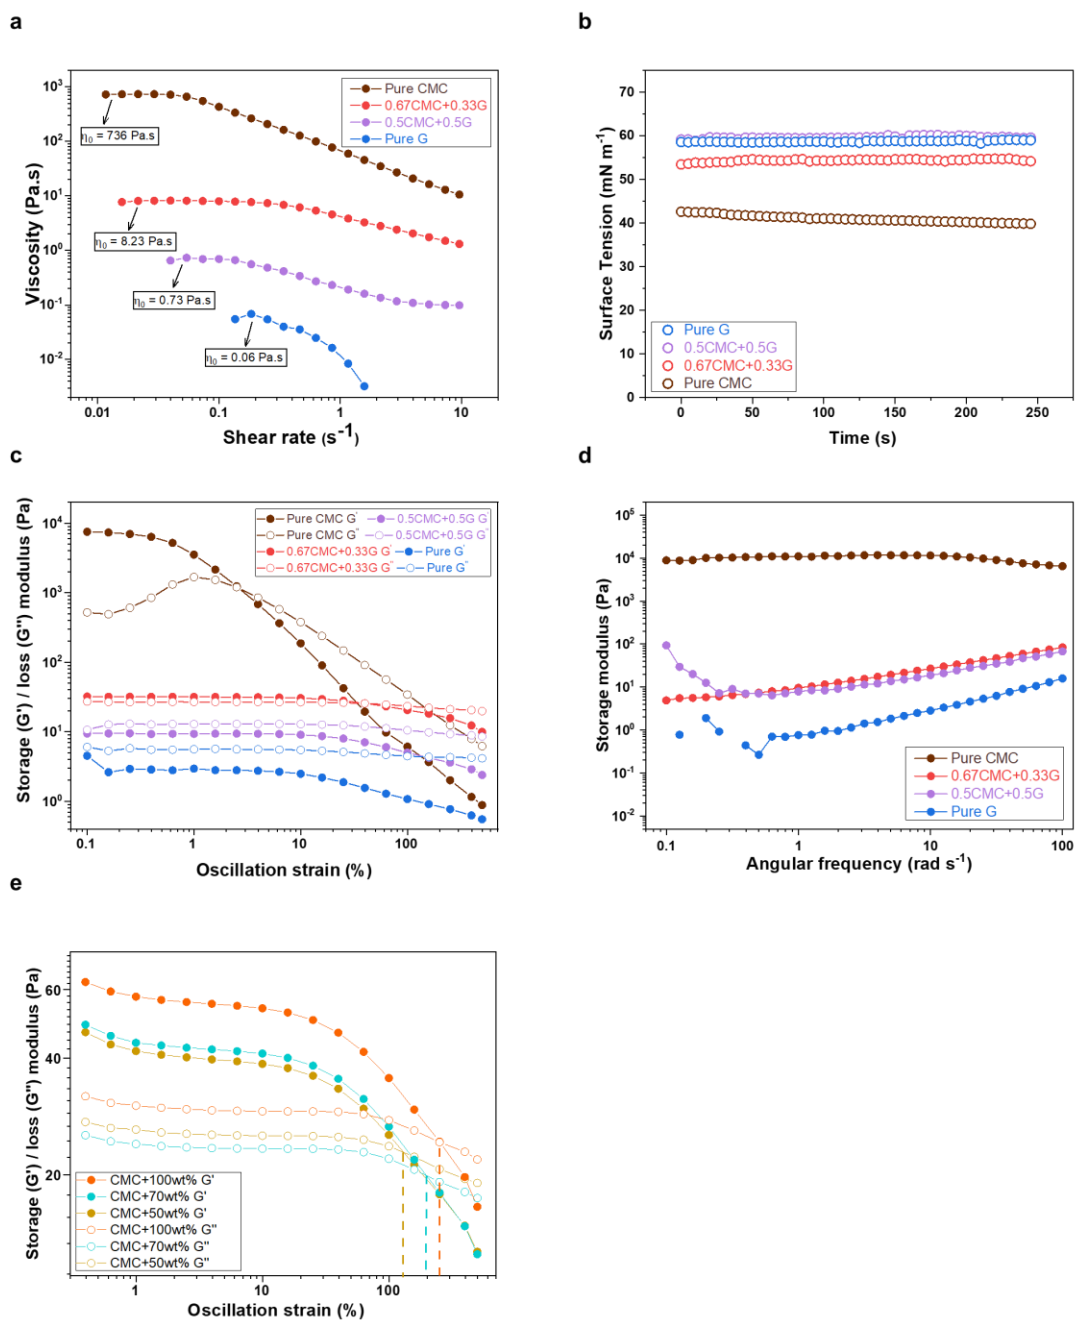 a
Viscosity (Pa.s)
10³
10²
10¹
10⁰
10⁻¹
10⁻²
Pure CMC
0.67CMC+0.33G
0.5CMC+0.5G
Pure G
η₀ = 736 Pa.s
η₀ = 8.23 Pa.s
η₀ = 0.73 Pa.s
η₀ = 0.06 Pa.s
0.01 0.1 1 10
Shear rate (s⁻¹)
b
Surface Tension (mN m⁻¹)
70
60
50
40
30
20
10
0
Pure G
0.5CMC+0.5G
0.67CMC+0.33G
Pure CMC
0 50 100 150 200 250
Time (s)
c
Storage (G') / loss (G") modulus (Pa)
10⁴
10³
10²
10¹
10⁰
Pure CMC G' 0.5CMC+0.5G G'
Pure CMC G" 0.5CMC+0.5G G"
0.67CMC+0.33G G' Pure G'
0.67CMC+0.33G G" Pure G"
0.1 1 10 100
Oscillation strain (%)
d
Storage modulus (Pa)
10⁵
10⁴
10³
10²
10¹
10⁰
10⁻¹
10⁻²
Pure CMC
0.67CMC+0.33G
0.5CMC+0.5G
Pure G
0.1 1 10 100
Angular frequency (rad s⁻¹)
e
Storage (G') / loss (G") modulus (Pa)
60
40
20
CMC+100wt% G'
CMC+70wt% G'
CMC+50wt% G'
CMC+100wt% G"
CMC+70wt% G"
CMC+50wt% G"
1 10 100
Oscillation strain (%)